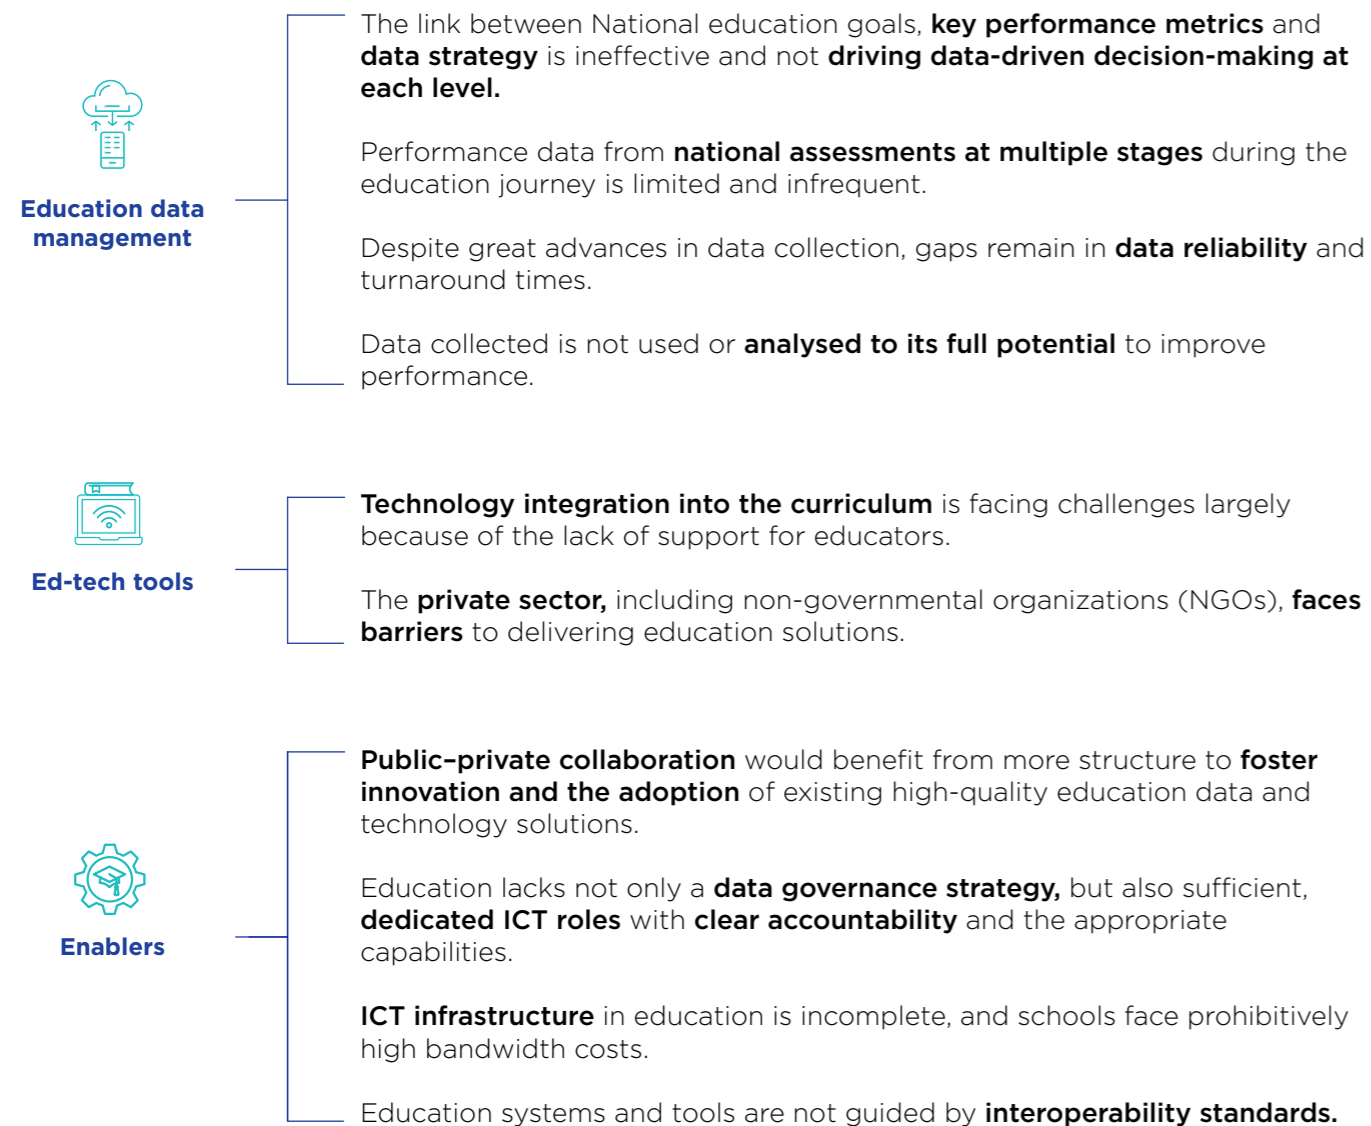 The link between National education goals, key performance metrics and
data strategy is ineffective and not driving data-driven decision-making at
each level.
Performance data from national assessments at multiple stages during the
education journey is limited and infrequent.
Education data
management
Despite great advances in data collection, gaps remain in data reliability and
turnaround times.
Data collected is not used or analysed to its full potential to improve
performance.
Technology integration into the curriculum is facing challenges largely
because of the lack of support for educators.
Ed-tech tools
The private sector, including non-governmental organizations (NGOs), faces
barriers to delivering education solutions.
Public–private collaboration would benefit from more structure to foster
innovation and the adoption of existing high-quality education data and
technology solutions.
Education lacks not only a data governance strategy, but also sufficient,
dedicated ICT roles with clear accountability and the appropriate
capabilities.
Enablers
ICT infrastructure in education is incomplete, and schools face prohibitively
high bandwidth costs.
Education systems and tools are not guided by interoperability standards.